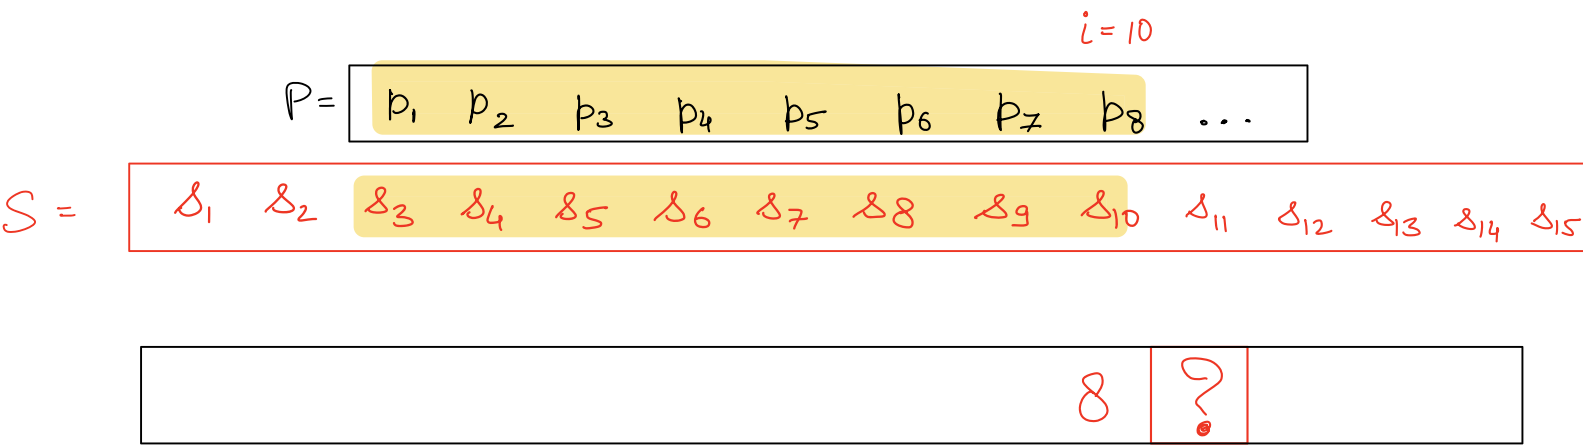 i = 10
P = p₁ p₂ p₃ p₄ p₅ p₆ p₇ p₈ ...
S = s₁ s₂ s₃ s₄ s₅ s₆ s₇ s₈ s₉ s₁₀ s₁₁ s₁₂ s₁₃ s₁₄ s₁₅
8 ?